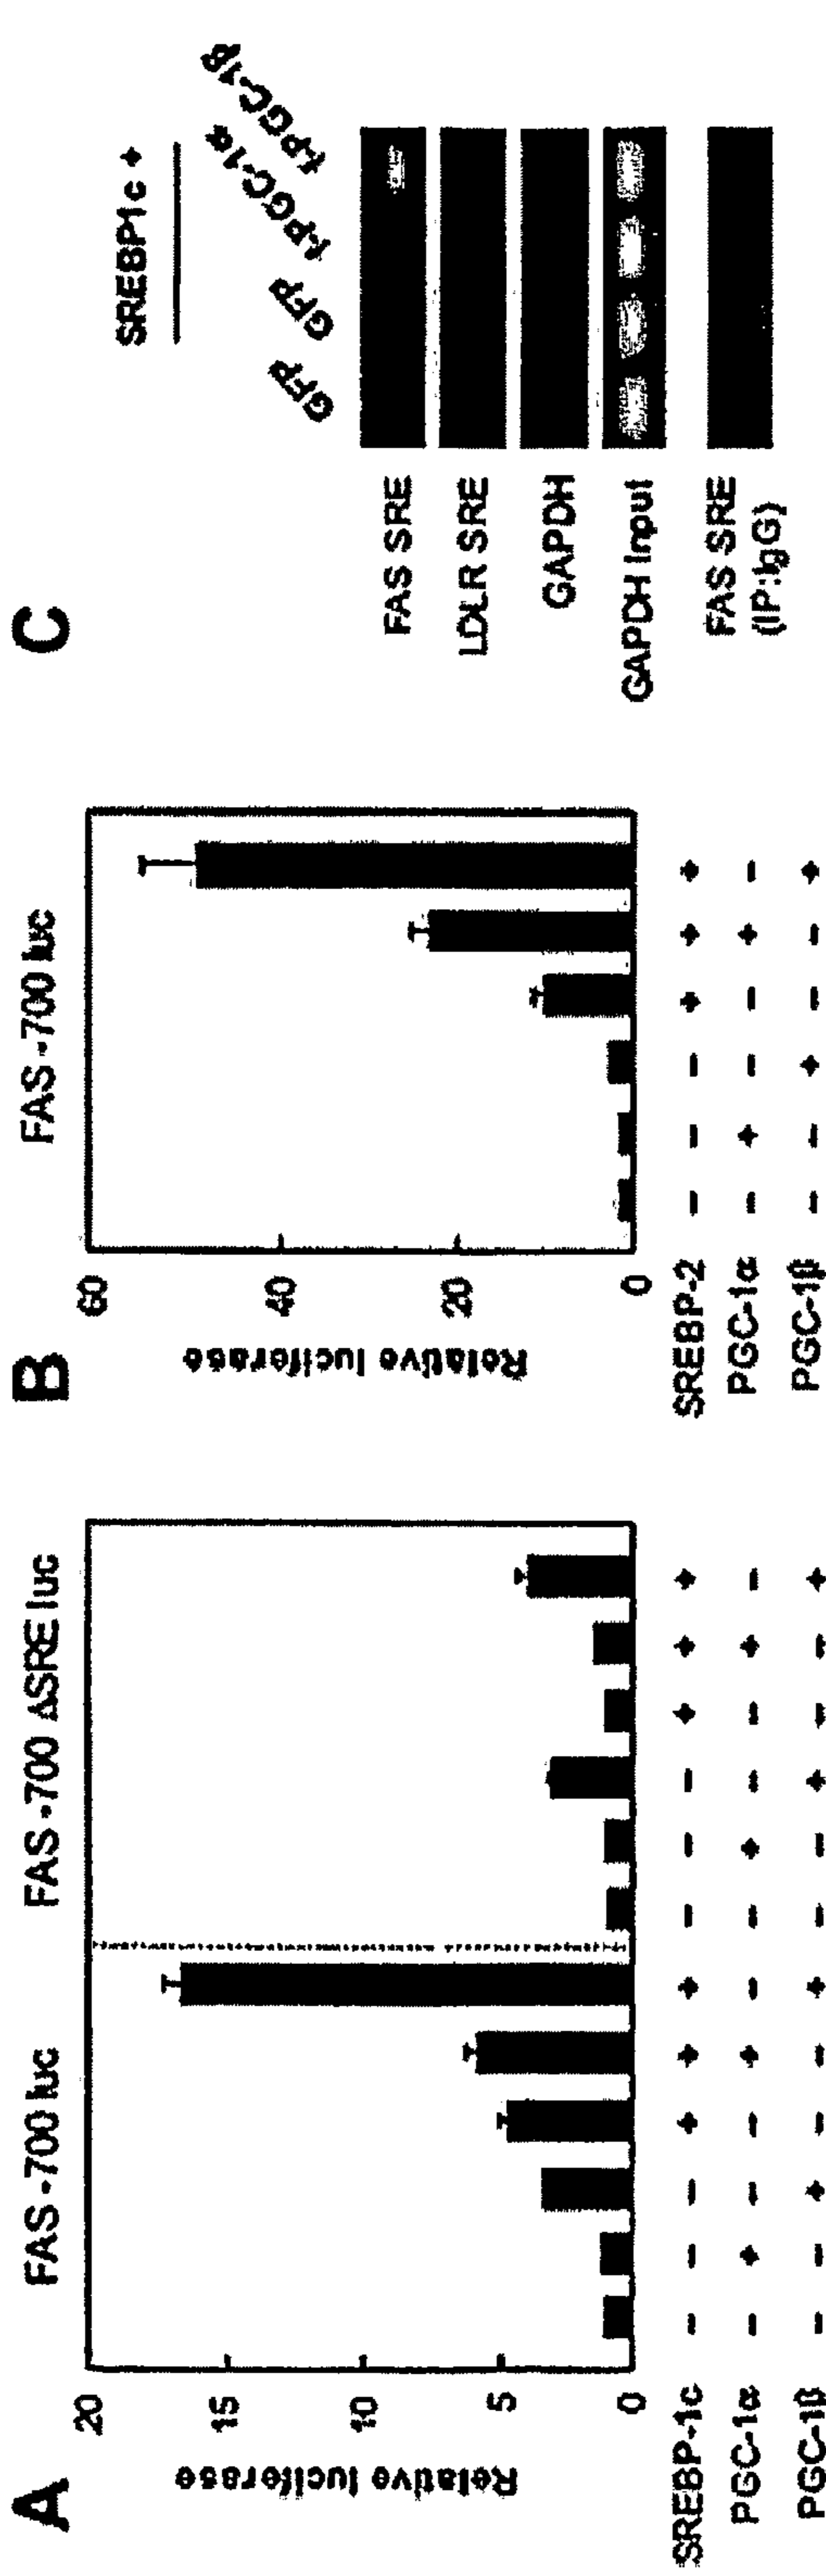 A
FAS -700 luc
FAS -700 ΔSRE luc
Relative luciferase
20
15
10
5
0
SREBP-1c - - - + + + - - - + + +
PGC-1α - + - - + - - + - - + -
PGC-1β - - + - - + - - + - - +
B
FAS -700 luc
Relative luciferase
60
40
20
0
SREBP-2 - - - + + +
PGC-1α - + - - + -
PGC-1β - - + - - +
C
SREBP1c +
GFP GFP f-PGC-1α f-PGC-1β
FAS SRE
LDLR SRE
GAPDH
GAPDH Input
FAS SRE
(IP:IgG)